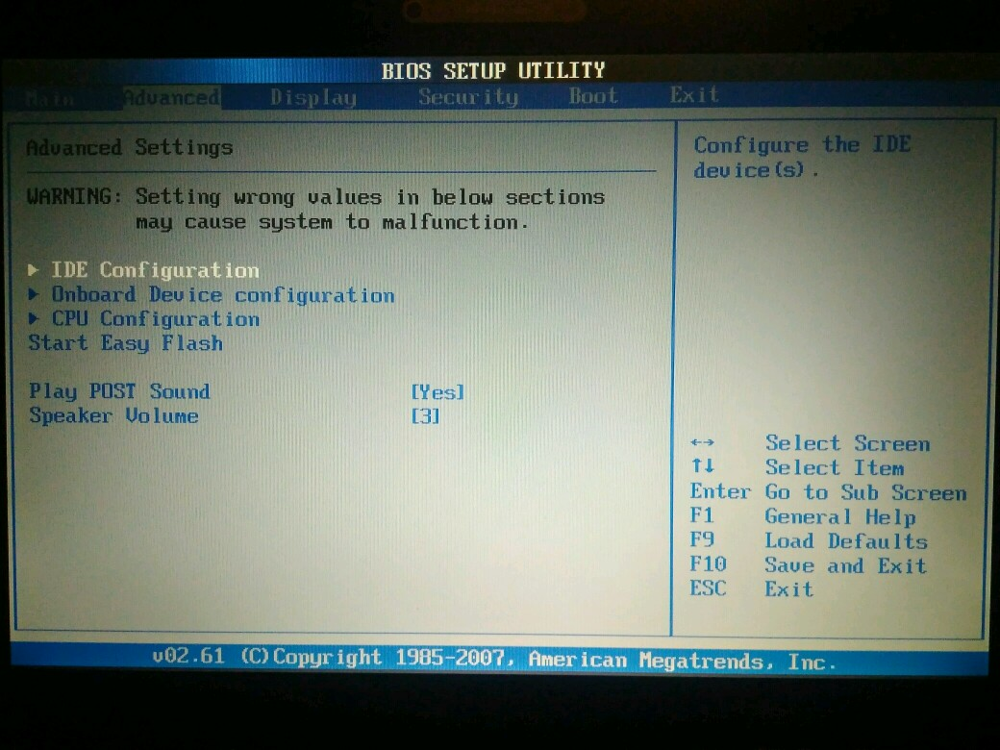 BIOS SETUP UTILITY
Main Advanced Display Security Boot Exit
Advanced Settings
WARNING: Setting wrong values in below sections
may cause system to malfunction.
IDE Configuration
Onboard Device configuration
CPU Configuration
Start Easy Flash
Play POST Sound [Yes]
Speaker Volume [3]
Configure the IDE
device(s).
←→ Select Screen
↑↓ Select Item
Enter Go to Sub Screen
F1 General Help
F9 Load Defaults
F10 Save and Exit
ESC Exit
v02.61 (C)Copyright 1985-2007, American Megatrends, Inc.